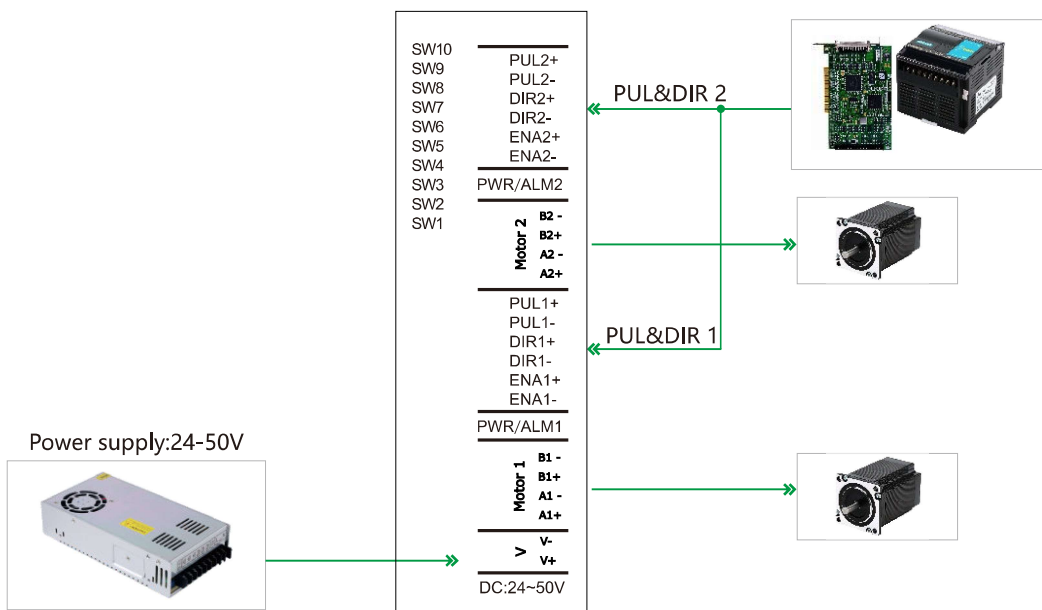 SW10
SW9
SW8
SW7
SW6
SW5
SW4
SW3
SW2
SW1
PUL2+
PUL2-
DIR2+
DIR2-
ENA2+
ENA2-
PWR/ALM2
Motor 2
B2 -
B2+
A2 -
A2+
PUL1+
PUL1-
DIR1+
DIR1-
ENA1+
ENA1-
PWR/ALM1
Motor 1
B1 -
B1+
A1 -
A1+
V
V-
V+
DC:24~50V
PUL&DIR 2
PUL&DIR 1
Power supply:24-50V